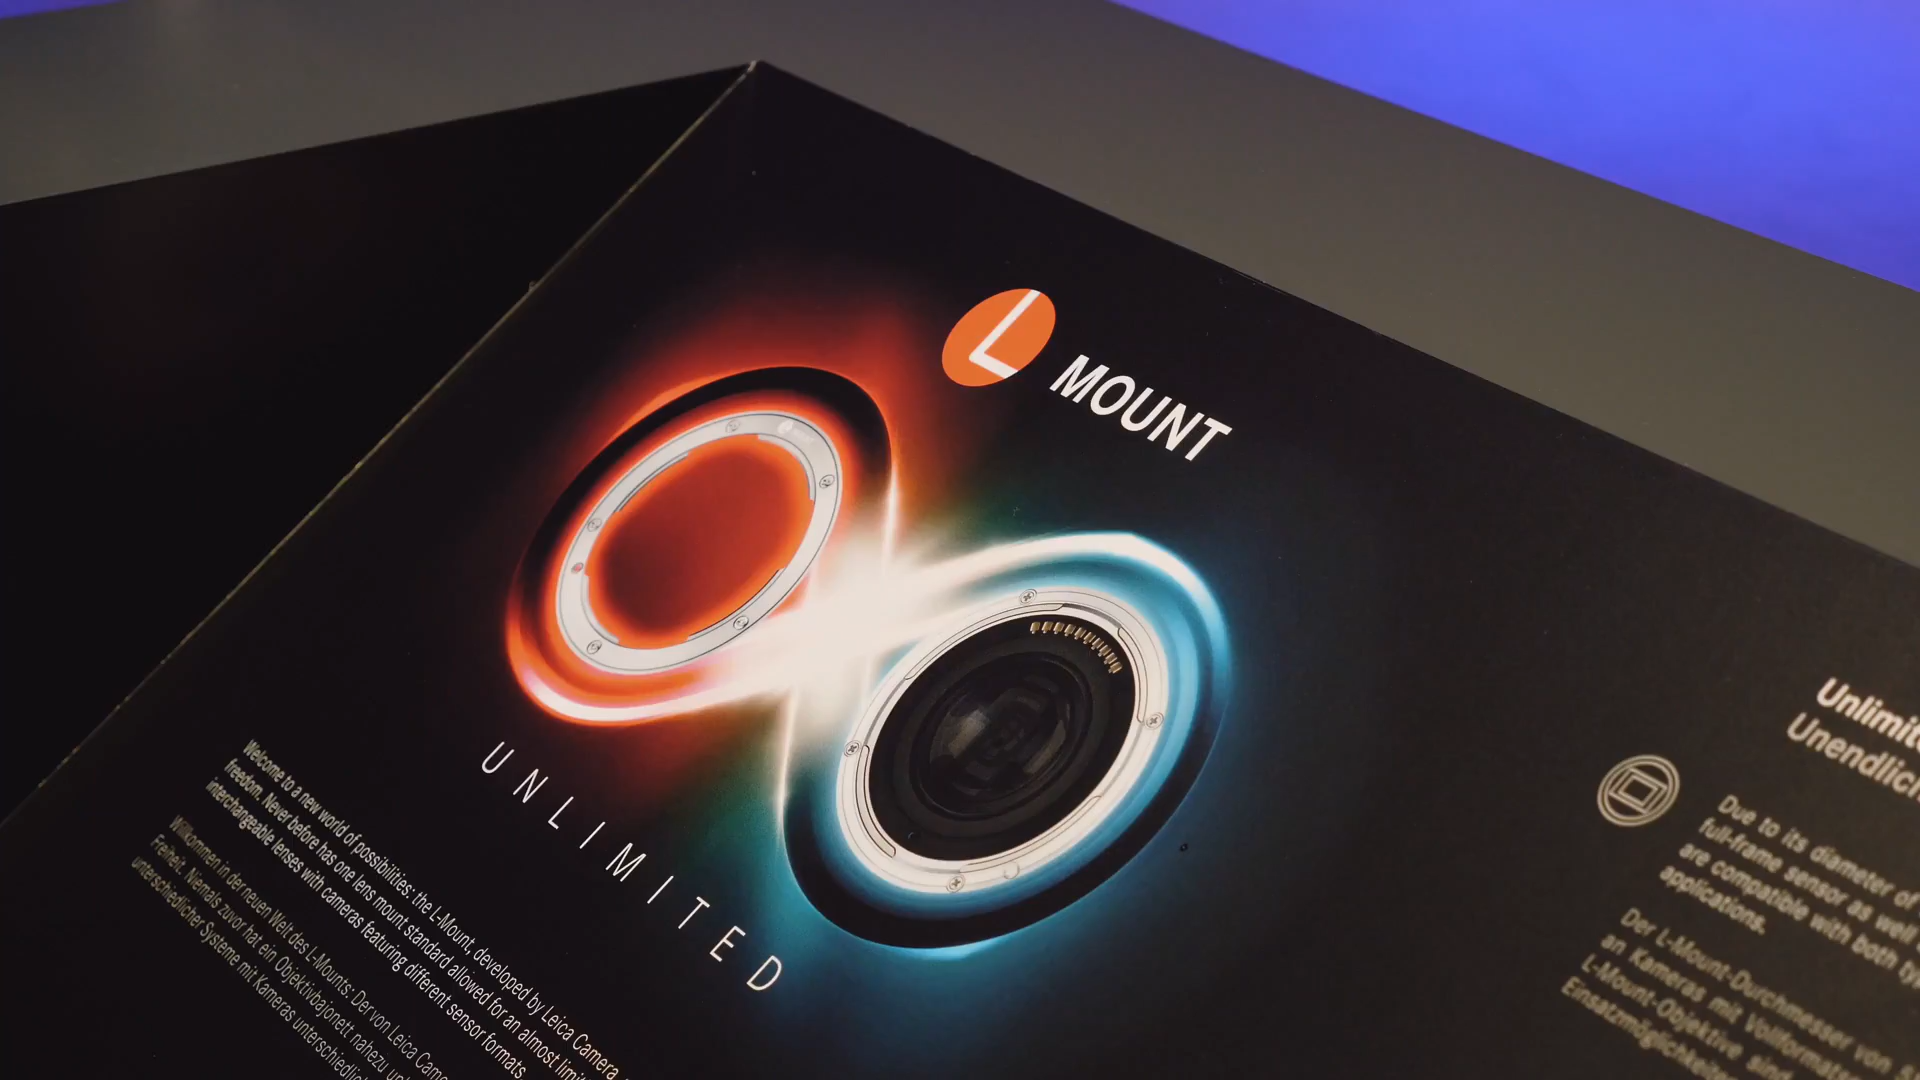 L MOUNT
UNLIMITED
Welcome to a new world of possibilities: the L-Mount, developed by Leica Camera,
freedom. Never before has one lens mount standard allowed for an almost
interchangeable lenses with cameras featuring different sensor formats.
Willkommen in der neuen Welt des L-Mounts: Der von Leica
Freiheit. Niemals zuvor hat ein Objektivbajonett nahezu
unterschiedlicher Systeme mit Kameras
Due to its diameter of
full-frame sensor as well
are compatible with both
applications.
Der L-Mount-Durchmesser von
an Kameras mit
L-Mount-Objektive sind